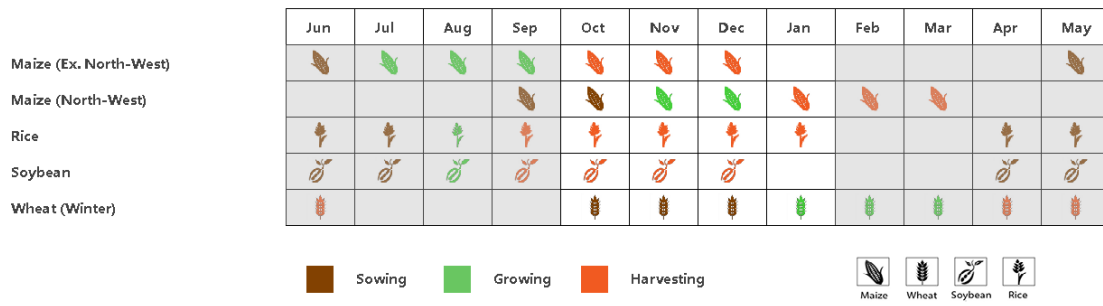 Jun Jul Aug Sep Oct Nov Dec Jan Feb Mar Apr May
Maize (Ex. North-West)
Maize (North-West)
Rice
Soybean
Wheat (Winter)
Sowing Growing Harvesting
Maize Wheat Soybean Rice